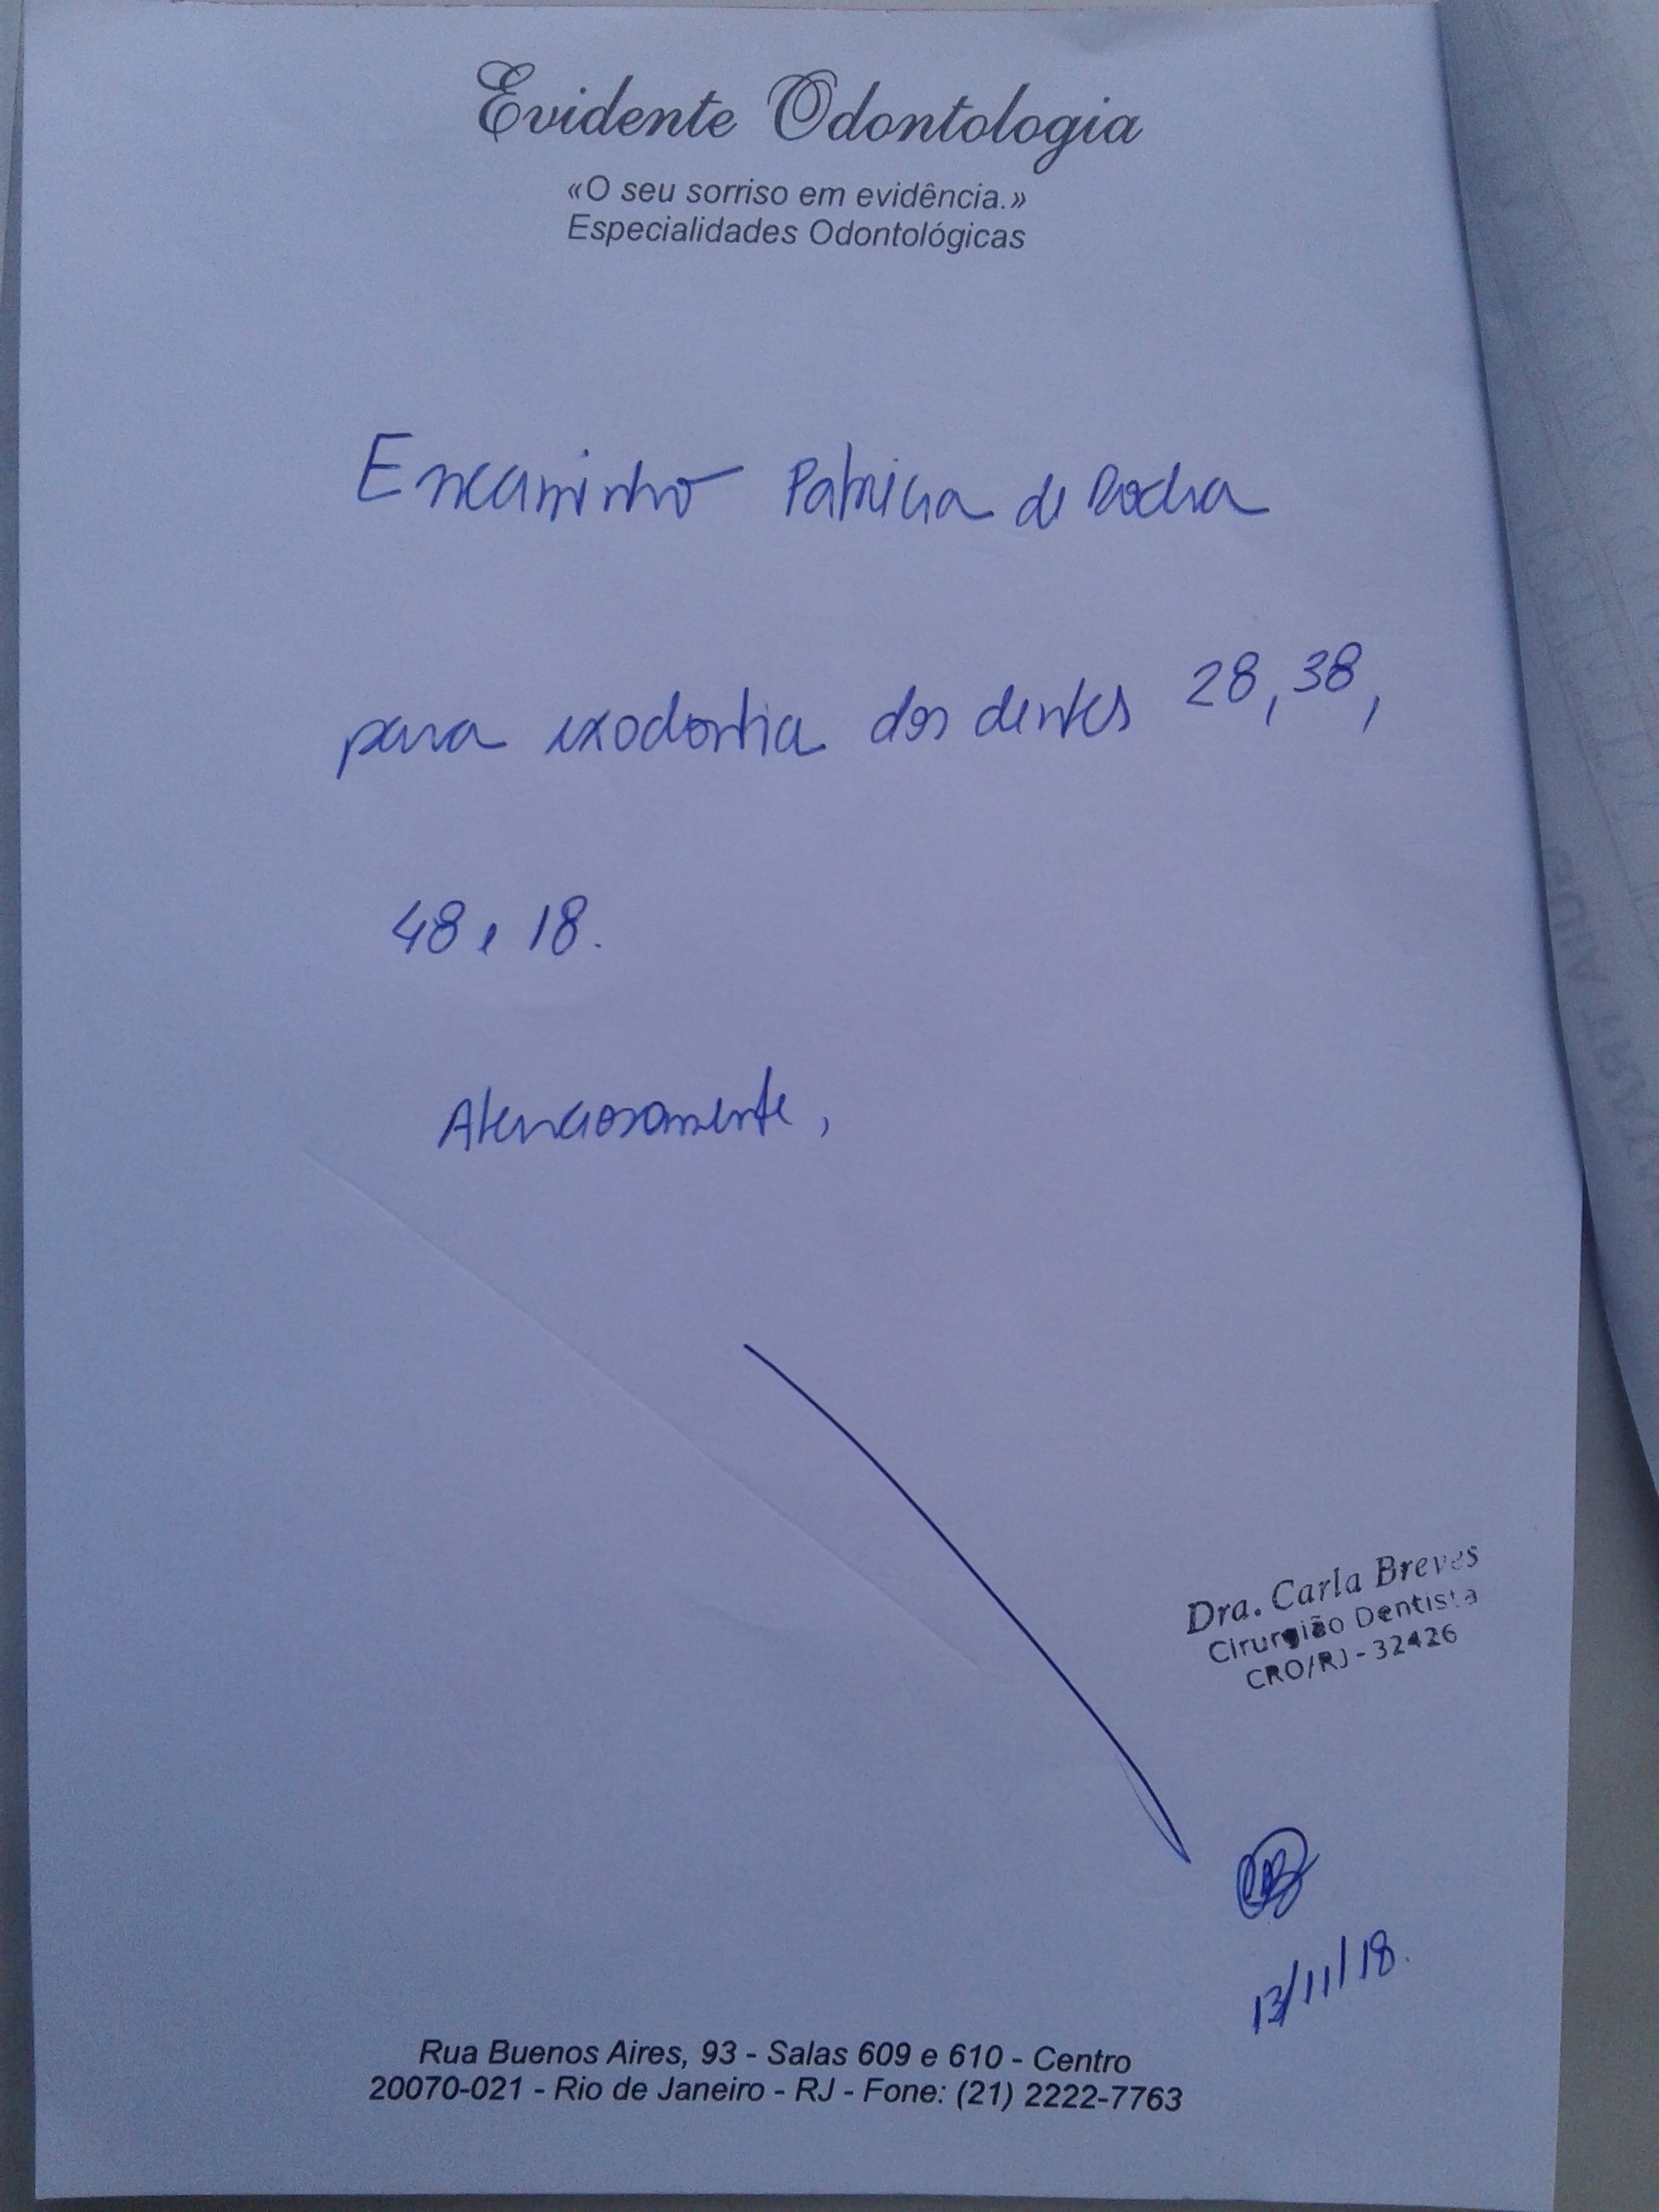 Evidente Odontologia
«O seu sorriso em evidência.»
Especialidades Odontológicas
Encaminho Patricia de Rocha
para exodontia dos dentes 28, 38,
48 e 18.
Atenciosamente,
Dra. Carla Breves
Cirurgião Dentista
CRO/RJ - 32426
13/11/18.
Rua Buenos Aires, 93 - Salas 609 e 610 - Centro
20070-021 - Rio de Janeiro - RJ - Fone: (21) 2222-7763